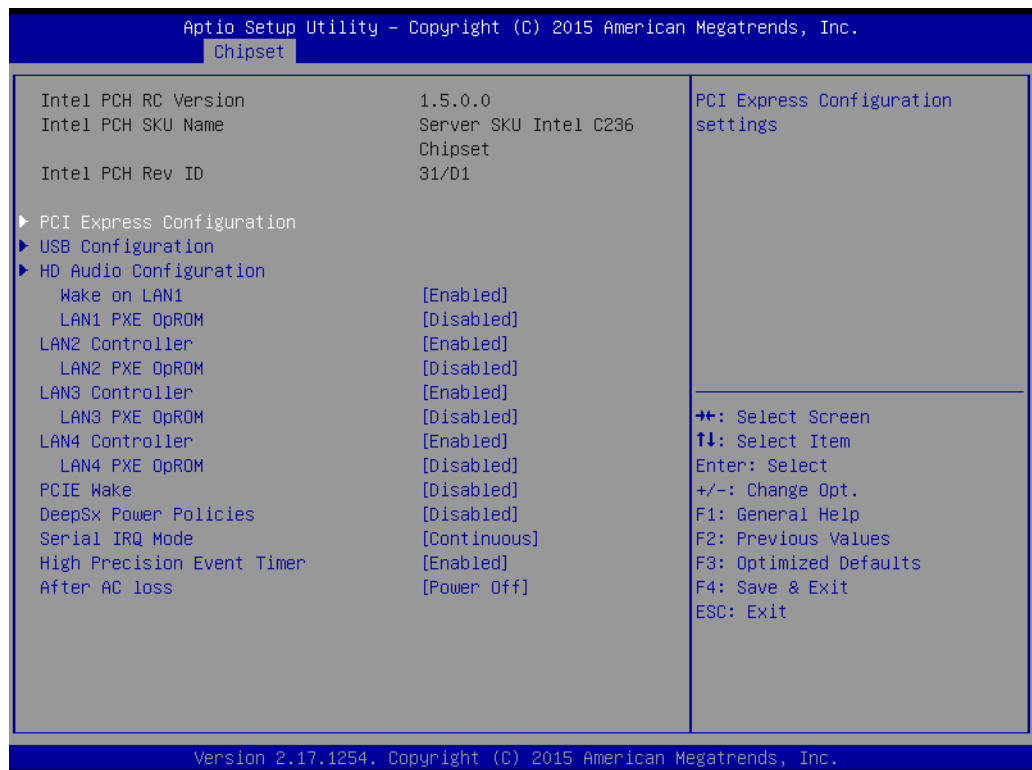 Aptio Setup Utility – Copyright (C) 2015 American Megatrends, Inc.
Chipset
Intel PCH RC Version 1.5.0.0
Intel PCH SKU Name Server SKU Intel C236
Chipset
Intel PCH Rev ID 31/D1
▶ PCI Express Configuration
▶ USB Configuration
▶ HD Audio Configuration
Wake on LAN1 [Enabled]
LAN1 PXE OpROM [Disabled]
LAN2 Controller [Enabled]
LAN2 PXE OpROM [Disabled]
LAN3 Controller [Enabled]
LAN3 PXE OpROM [Disabled]
LAN4 Controller [Enabled]
LAN4 PXE OpROM [Disabled]
PCIE Wake [Disabled]
DeepSx Power Policies [Disabled]
Serial IRQ Mode [Continuous]
High Precision Event Timer [Enabled]
After AC loss [Power Off]
PCI Express Configuration
settings
→←: Select Screen
↑↓: Select Item
Enter: Select
+/-: Change Opt.
F1: General Help
F2: Previous Values
F3: Optimized Defaults
F4: Save & Exit
ESC: Exit
Version 2.17.1254. Copyright (C) 2015 American Megatrends, Inc.